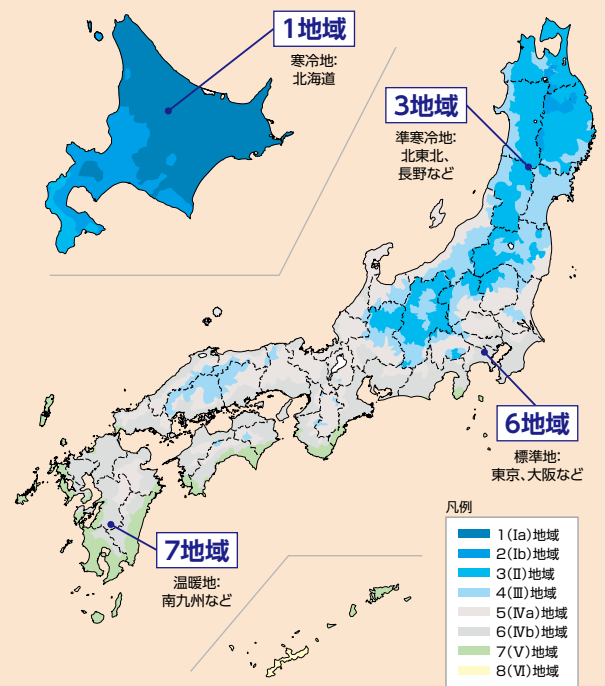 1地域
寒冷地:
北海道
3地域
準寒冷地:
北東北、
長野など
6地域
標準地:
東京、大阪など
7地域
温暖地:
南九州など
凡例
1(Ⅰa)地域
2(Ⅰb)地域
3(Ⅱ)地域
4(Ⅲ)地域
5(Ⅳa)地域
6(Ⅳb)地域
7(Ⅴ)地域
8(Ⅵ)地域